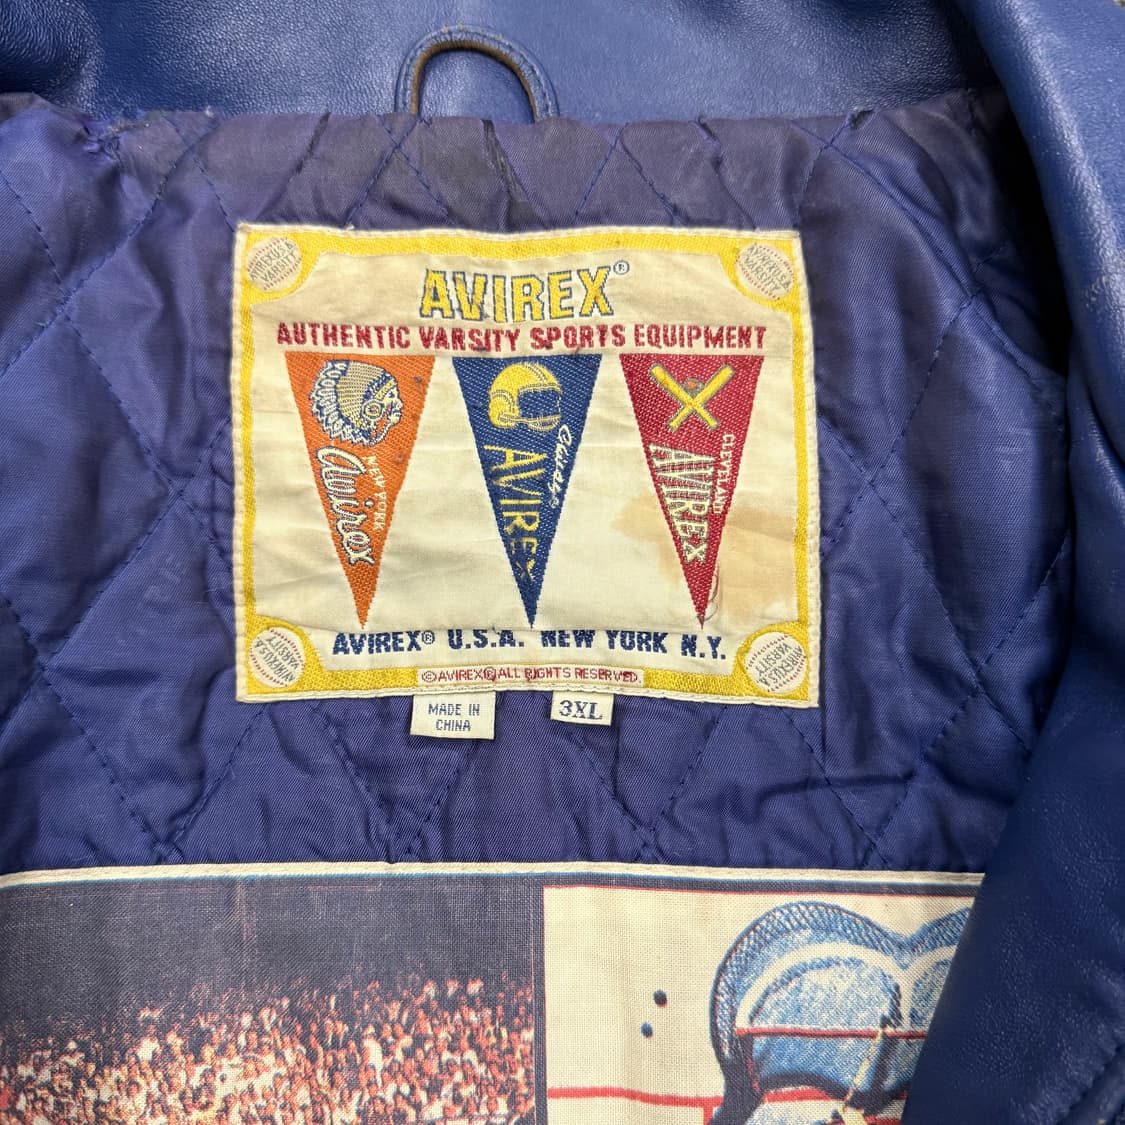 AVIREX®
AUTHENTIC VARSITY SPORTS EQUIPMENT
NEW YORK
Avirex
AVIREX
CLEVELAND
AVIREX
AVIREX® U.S.A. NEW YORK N.Y.
©AVIREX® ALL RIGHTS RESERVED.
MADE IN
CHINA
3XL